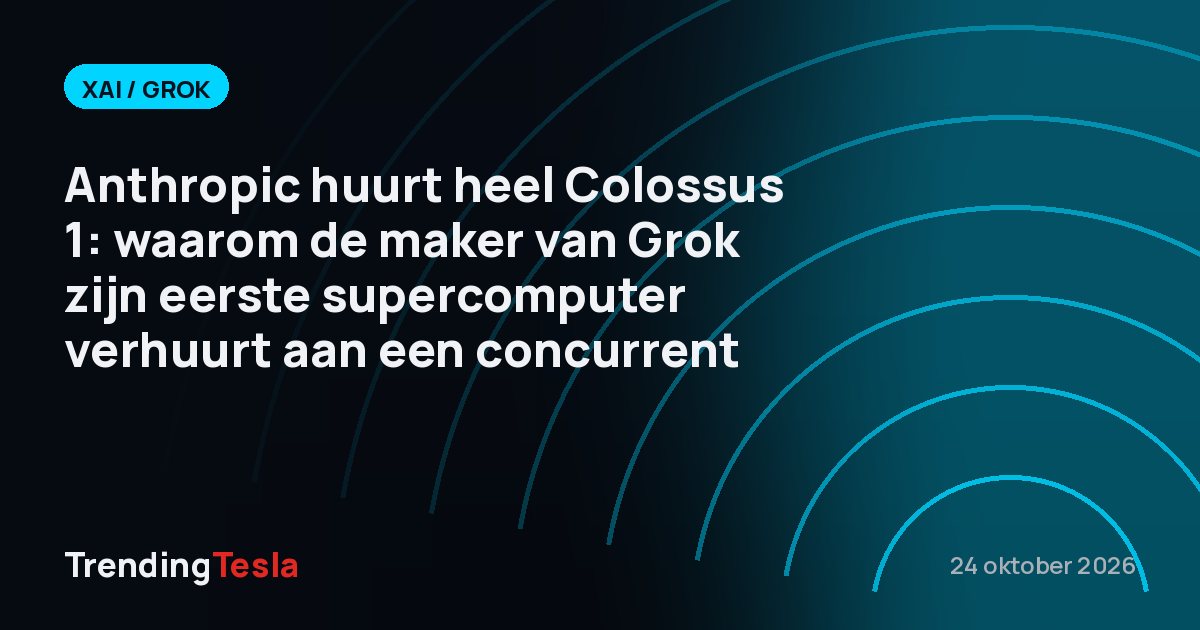 XAI / GROK
Anthropic huurt heel Colossus
1: waarom de maker van Grok
zijn eerste supercomputer
verhuurt aan een concurrent
TrendingTesla
24 oktober 2026